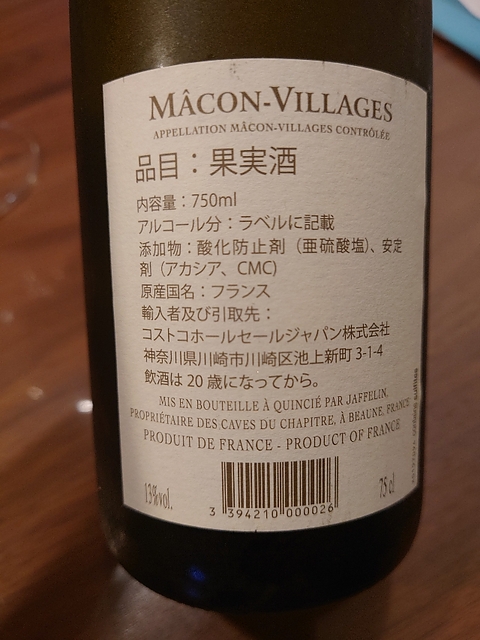 MÂCON-VILLAGES
APPELLATION MÂCON-VILLAGES CONTRÔLÉE
品目：果実酒
内容量：750ml
アルコール分：ラベルに記載
添加物：酸化防止剤（亜硫酸塩）、安定
剤（アカシア、CMC)
原産国名：フランス
輸入者及び引取先：
コストコホールセールジャパン株式会社
神奈川県川崎市川崎区池上新町 3-1-4
飲酒は 20 歳になってから。
MIS EN BOUTEILLE À QUINCIÉ PAR JAFFELIN,
PROPRIÉTAIRE DES CAVES DU CHAPITRE, À BEAUNE, FRANCE
PRODUIT DE FRANCE - PRODUCT OF FRANCE
13%vol.
75 cl
3 394210 000026